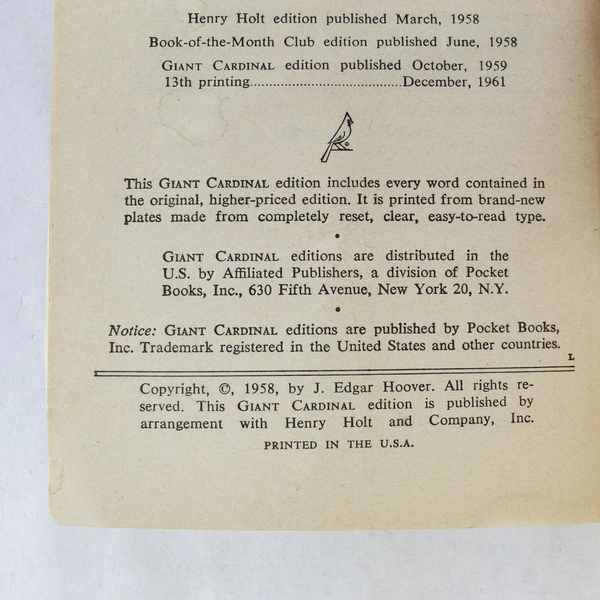 Henry Holt edition published March, 1958
Book-of-the-Month Club edition published June, 1958
GIANT CARDINAL edition published October, 1959
13th printing........................................December, 1961
This GIANT CARDINAL edition includes every word contained in
the original, higher-priced edition. It is printed from brand-new
plates made from completely reset, clear, easy-to-read type.
•
GIANT CARDINAL editions are distributed in the
U.S. by Affiliated Publishers, a division of Pocket
Books, Inc., 630 Fifth Avenue, New York 20, N.Y.
•
Notice: GIANT CARDINAL editions are published by Pocket Books,
Inc. Trademark registered in the United States and other countries.
L
Copyright, ©, 1958, by J. Edgar Hoover. All rights re-
served. This GIANT CARDINAL edition is published by
arrangement with Henry Holt and Company, Inc.
PRINTED IN THE U.S.A.